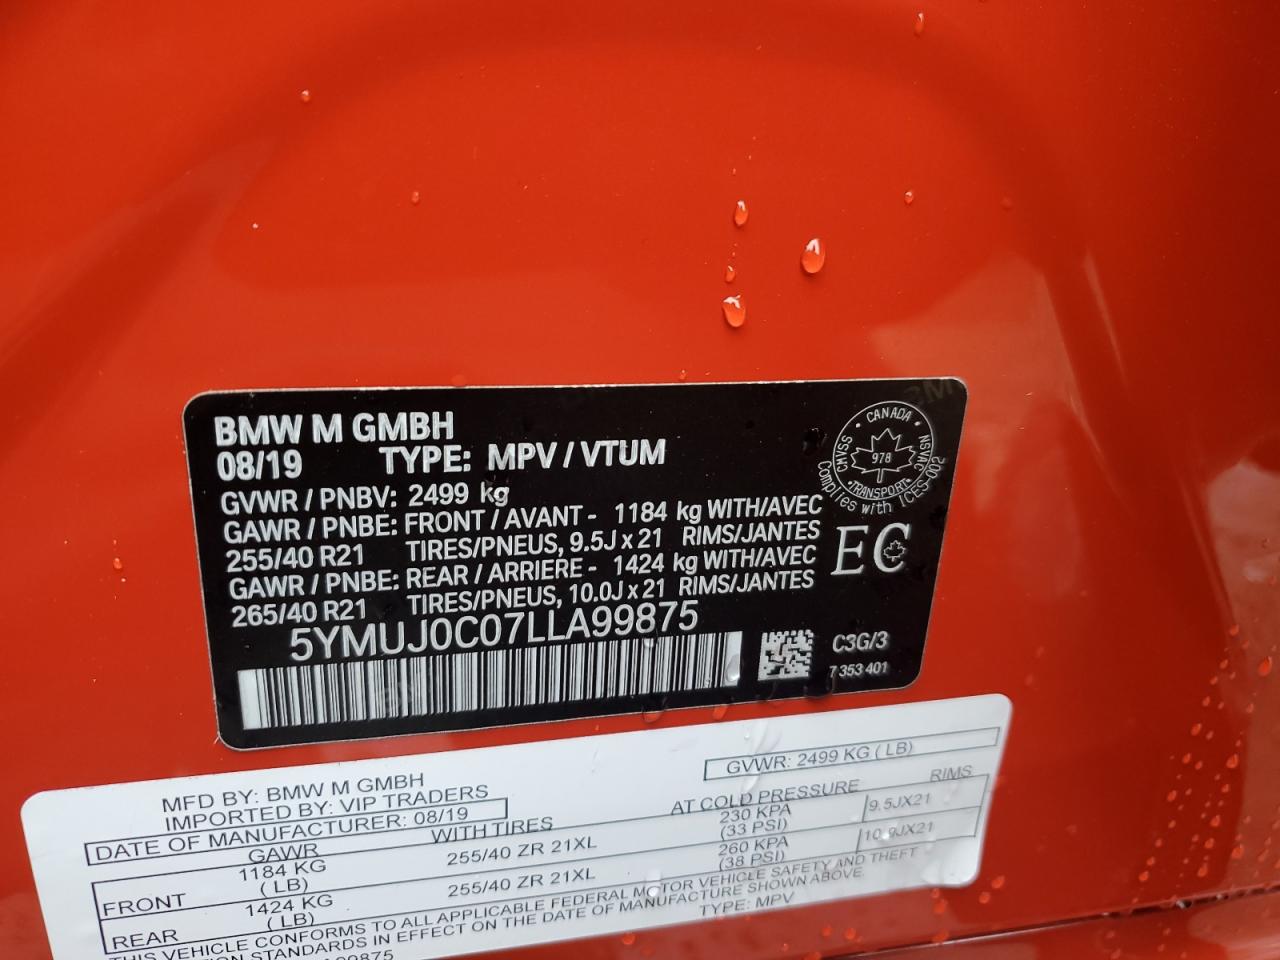 BMW M GMBH
08/19 TYPE: MPV / VTUM
GVWR / PNBV: 2499 kg
GAWR / PNBE: FRONT / AVANT - 1184 kg WITH/AVEC
255/40 R21 TIRES/PNEUS, 9.5J x 21 RIMS/JANTES
GAWR / PNBE: REAR / ARRIERE - 1424 kg WITH/AVEC
265/40 R21 TIRES/PNEUS, 10.0J x 21 RIMS/JANTES
5YMUJ0C07LLA99875
CANADA
CMVSS 978 NSVAC
TRANSPORT
Complies with ICES-002
EC
C3G/3
7 353 401
MFD BY: BMW M GMBH
IMPORTED BY: VIP TRADERS
DATE OF MANUFACTURER: 08/19
GVWR: 2499 KG ( LB)
GAWR WITH TIRES AT COLD PRESSURE RIMS
FRONT 1184 KG ( LB) 255/40 ZR 21XL 230 KPA (33 PSI) 9.5JX21
REAR 1424 KG ( LB) 255/40 ZR 21XL 260 KPA (38 PSI) 10.0JX21
THIS VEHICLE CONFORMS TO ALL APPLICABLE FEDERAL MOTOR VEHICLE SAFETY AND THEFT
STANDARDS IN EFFECT ON THE DATE OF MANUFACTURE SHOWN ABOVE.
TYPE: MPV